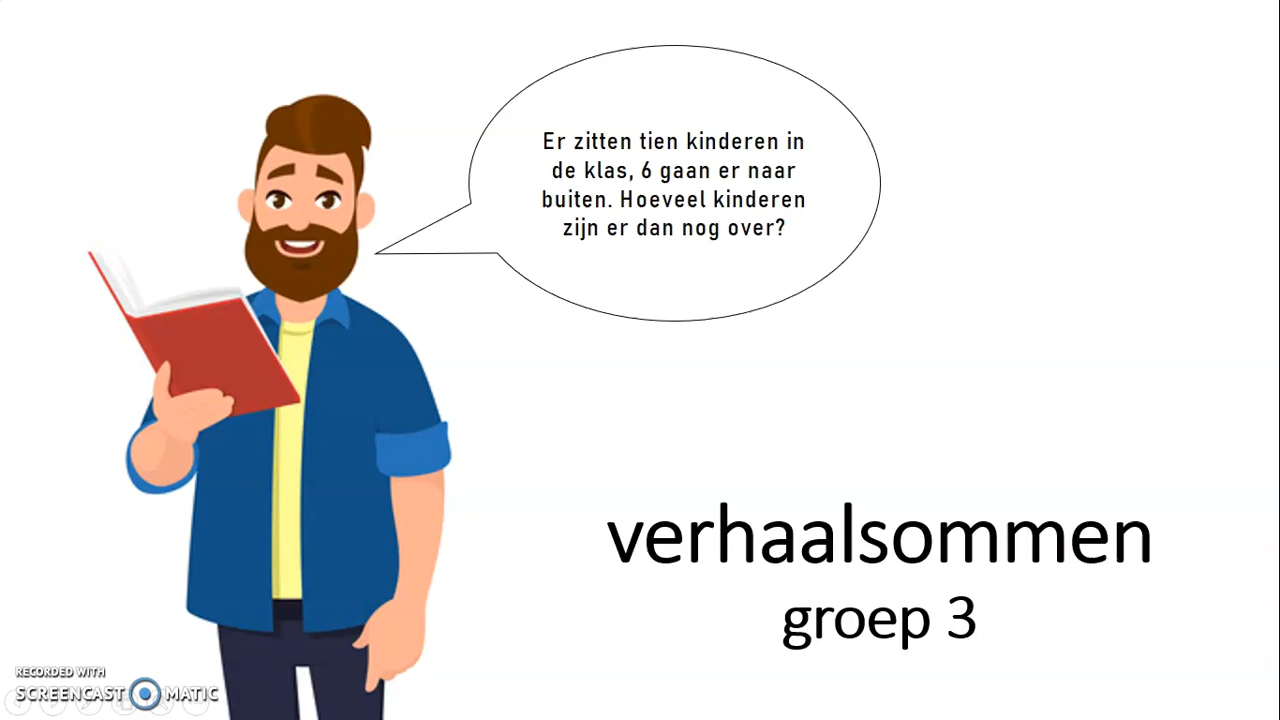 Er zitten tien kinderen in
de klas, 6 gaan er naar
buiten. Hoeveel kinderen
zijn er dan nog over?
verhaalsommen
groep 3
RECORDED WITH
SCREENCAST MATIC